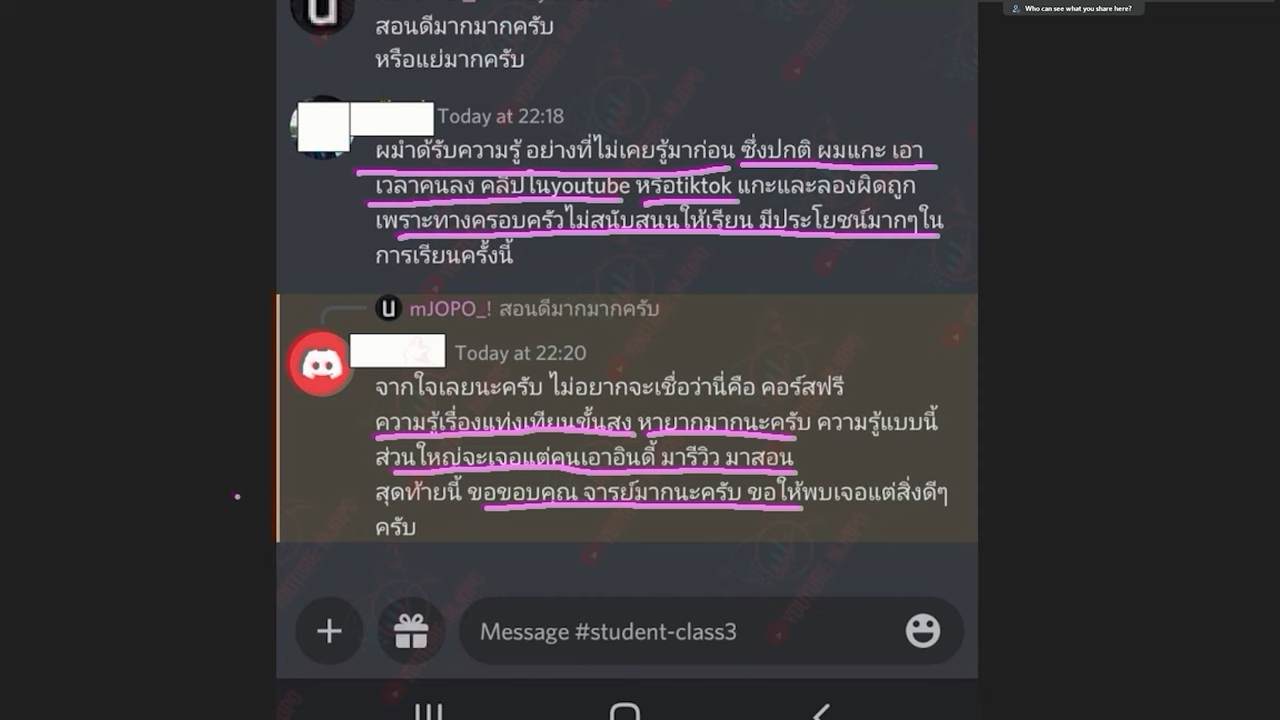 Who can see what you share here?
สอนดีมากมากครับ
หรือแย่มากครับ
Today at 22:18
ผมำด้รับความรู้ อย่างที่ไม่เคยรู้มาก่อน ซึ่งปกติ ผมแกะ เอา
เวลาคนลง คลิปในyoutube หรือtiktok แกะและลองผิดถูก
เพราะทางครอบครัวไม่สนับสนนให้เรียน มีประโยชน์มากๆใน
การเรียนครั้งนี้
mJOPO_! สอนดีมากมากครับ
Today at 22:20
จากใจเลยนะครับ ไม่อยากจะเชื่อว่านี่คือ คอร์สฟรี
ความรู้เรื่องแท่งเทียนขั้นสูง หายากมากนะครับ ความรู้แบบนี้
ส่วนใหญ่จะเจอแต่คนเอาอินดี้ มารีวิว มาสอน
สุดท้ายนี้ ขอขอบคุณ จารย์มากนะครับ ขอให้พบเจอแต่สิ่งดีๆ
ครับ
Message #student-class3